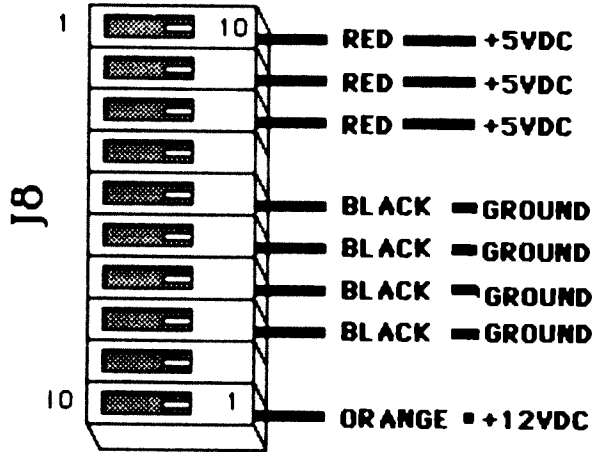 1 10 RED +5VDC
RED +5VDC
RED +5VDC
J8
BLACK GROUND
BLACK GROUND
BLACK GROUND
BLACK GROUND
10 1 ORANGE +12VDC